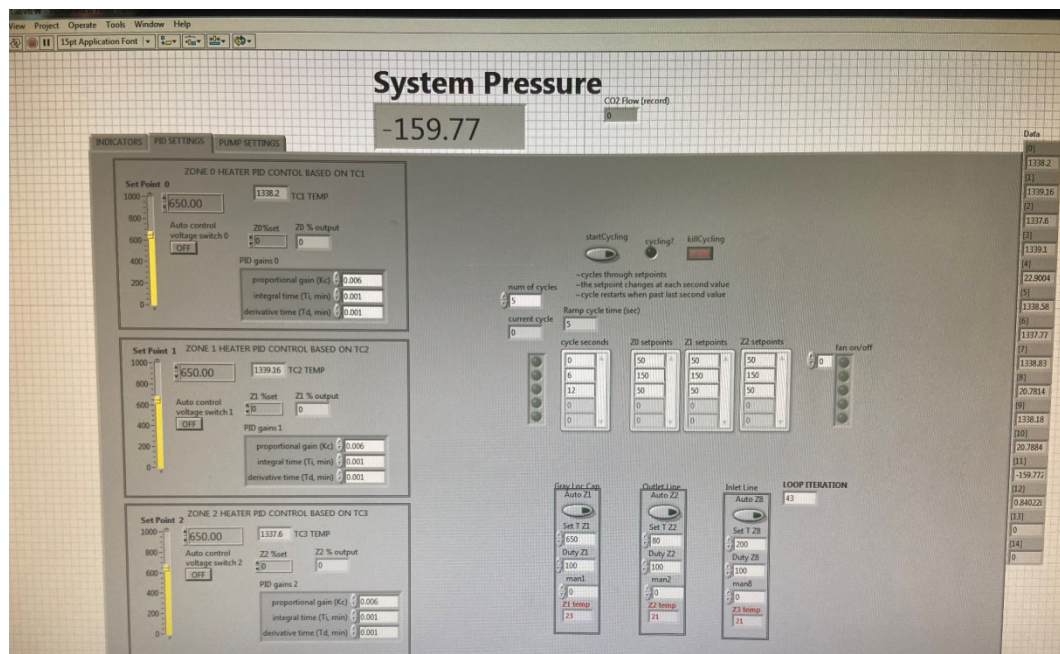 View Project Operate Tools Window Help
15pt Application Font
System Pressure
-159.77
CO2 Flow (record)
0
INDICATORS PID SETTINGS PUMP SETTINGS
ZONE 0 HEATER PID CONTOL BASED ON TC1
Set Point 0
650.00
1338.2 TC1 TEMP
1000
800
600
400
200
0
Auto control
voltage switch 0
OFF
Z0%set Z0 % output
0 0
PID gains 0
proportional gain (Kc) 0.006
integral time (Ti, min) 0.001
derivative time (Td, min) 0.001
ZONE 1 HEATER PID CONTROL BASED ON TC2
Set Point 1
650.00
1339.16 TC2 TEMP
1000
800
600
400
200
0
Auto control
voltage switch 1
OFF
Z1 %set Z1 % output
0 0
PID gains 1
proportional gain (Kc) 0.006
integral time (Ti, min) 0.001
derivative time (Td, min) 0.001
ZONE 2 HEATER PID CONTROL BASED ON TC3
Set Point 2
650.00
1337.6 TC3 TEMP
1000
800
600
400
200
0
Auto control
voltage switch 2
OFF
Z2 %set Z2 % output
0 0
PID gains 2
proportional gain (Kc) 0.006
integral time (Ti, min) 0.001
derivative time (Td, min) 0.001
startCycling cycling? killCycling
~cycles through setpoints
~the setpoint changes at each second value
~cycle restarts when past last second value
num of cycles
5
current cycle
0
Ramp cycle time (sec)
5
cycle seconds Z0 setpoints Z1 setpoints Z2 setpoints fan on/off
0 50 50 50 0
6 150 150 150
12 50 50 50
0 0 0 0
0 0 0 0
Gray Loc Cap Outlet Line Inlet Line
Auto Z1 Auto Z2 Auto Z8
Set T Z1 Set T Z2 Set T Z8
650 80 200
Duty Z1 Duty Z2 Duty Z8
100 100 100
man1 man2 man8
0 0 0
Z1 temp Z2 temp Z3 temp
23 21 21
LOOP ITERATION
43
Data
[0]
1338.2
[1]
1339.16
[2]
1337.6
[3]
1339.1
[4]
22.9004
[5]
1338.58
[6]
1337.77
[7]
1338.83
[8]
20.7814
[9]
1338.18
[10]
20.7884
[11]
-159.77
[12]
0.84022
[13]
0
[14]
0